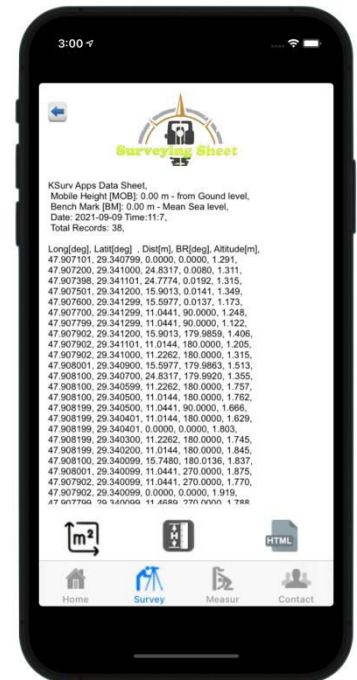 3:00
Surveying Sheet
KSurv Apps Data Sheet,
Mobile Height [MOB]: 0.00 m - from Gound level,
Bench Mark [BM]: 0.00 m - Mean Sea level,
Date: 2021-09-09 Time:11:7,
Total Records: 38,
Long[deg], Latit[deg] , Dist[m], BR[deg], Altitude[m],
47.907101, 29.340799, 0.0000, 0.0000, 1.291,
47.907200, 29.341000, 24.8317, 0.0080, 1.311,
47.907398, 29.341101, 24.7774, 0.0192, 1.315,
47.907501, 29.341200, 15.9013, 0.0141, 1.349,
47.907600, 29.341299, 15.5977, 0.0137, 1.173,
47.907700, 29.341299, 11.0441, 90.0000, 1.248,
47.907799, 29.341299, 11.0441, 90.0000, 1.122,
47.907902, 29.341200, 15.9013, 179.9859, 1.406,
47.907902, 29.341101, 11.0144, 180.0000, 1.205,
47.907902, 29.341000, 11.2262, 180.0000, 1.315,
47.908001, 29.340900, 15.5977, 179.9863, 1.513,
47.908100, 29.340700, 24.8317, 179.9920, 1.355,
47.908100, 29.340599, 11.2262, 180.0000, 1.757,
47.908100, 29.340500, 11.0144, 180.0000, 1.762,
47.908199, 29.340500, 11.0441, 90.0000, 1.666,
47.908199, 29.340401, 11.0144, 180.0000, 1.629,
47.908199, 29.340401, 0.0000, 0.0000, 1.803,
47.908199, 29.340300, 11.2262, 180.0000, 1.745,
47.908199, 29.340200, 11.0144, 180.0000, 1.845,
47.908100, 29.340099, 15.7480, 180.0136, 1.837,
47.908001, 29.340099, 11.0441, 270.0000, 1.875,
47.907902, 29.340099, 11.0441, 270.0000, 1.770,
47.907902, 29.340099, 0.0000, 0.0000, 1.919,
47.907799, 29.340099, 11.4689, 270.0000, 1.788
m²
H
HTML
Home
Survey
Measur
Contact